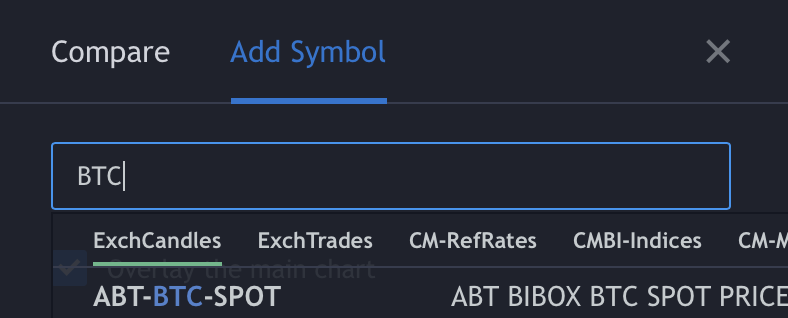 Compare Add Symbol ×
BTC
ExchCandles ExchTrades CM-RefRates CMBI-Indices CM-M
Overlay the main chart
ABT-BTC-SPOT ABT BIBOX BTC SPOT PRICE